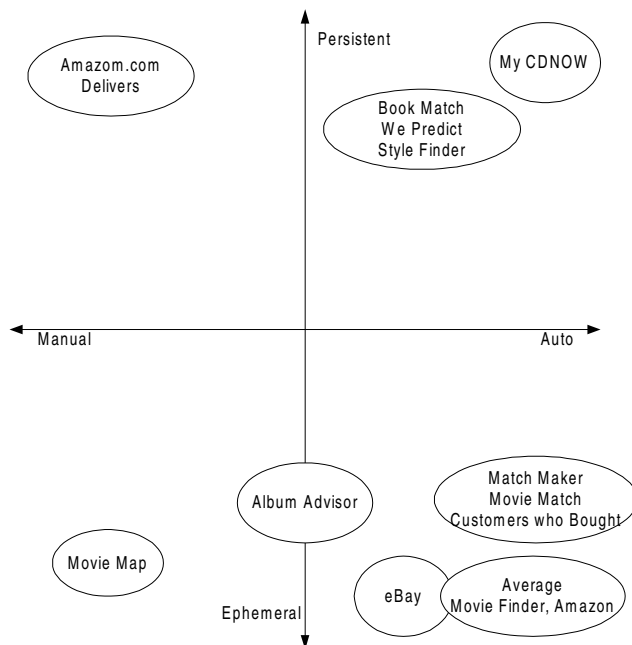 Persistent
Amazom.com
Delivers
My CDNOW
Book Match
We Predict
Style Finder
Manual
Auto
Album Advisor
Match Maker
Movie Match
Customers who Bought
Movie Map
eBay
Average
Movie Finder, Amazon
Ephemeral